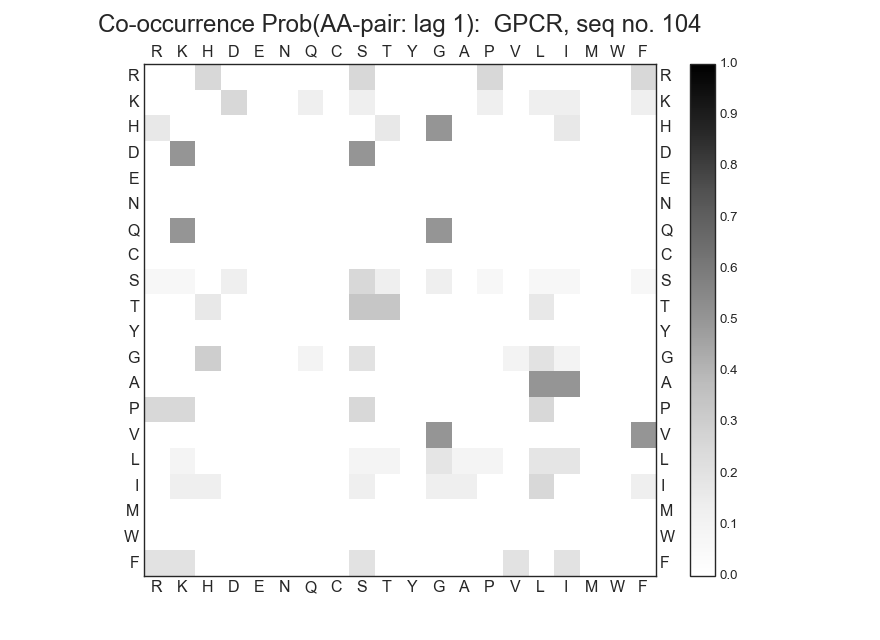 Co-occurrence Prob(AA-pair: lag 1):  GPCR, seq no. 104
R K H D E N Q C S T Y G A P V L I M W F
R R 1.0
K K
H H 0.9
D D 0.8
E E
N N 0.7
Q Q
C C 0.6
S S
T T 0.5
Y Y
G G 0.4
A A
P P 0.3
V V
L L 0.2
I I
M M 0.1
W W
F F 0.0
R K H D E N Q C S T Y G A P V L I M W F